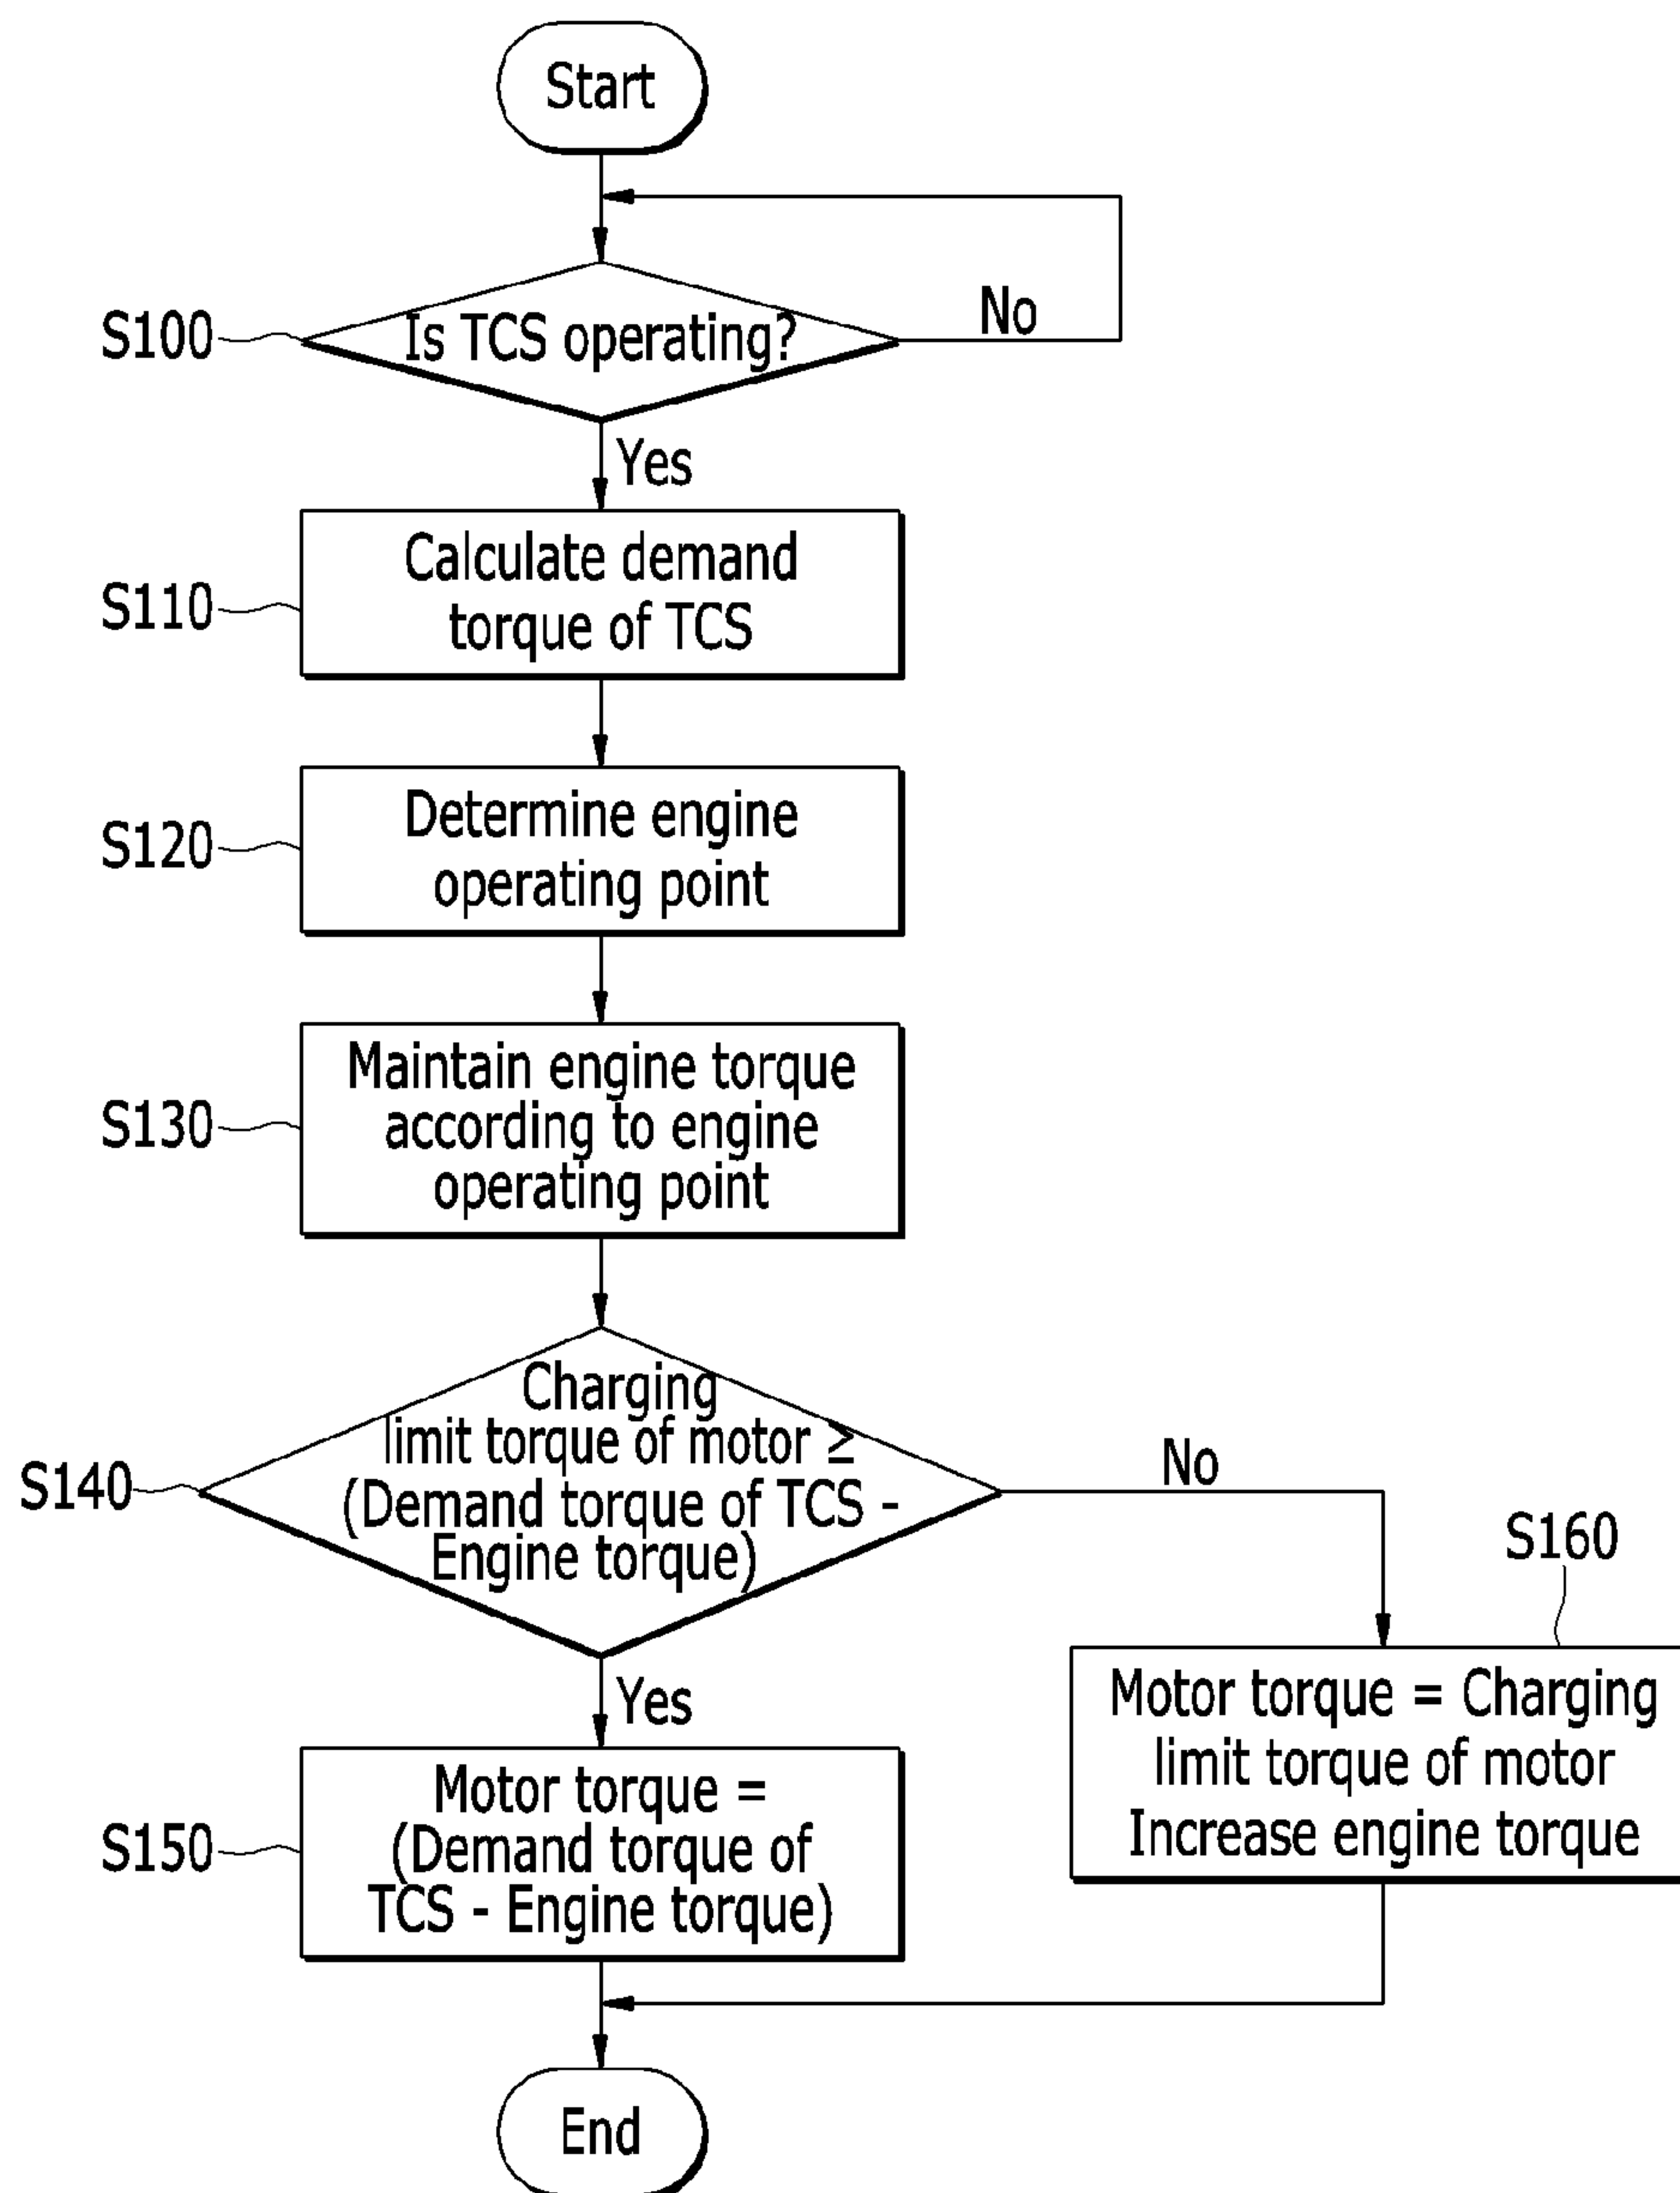 Start
No
S100
Is TCS operating?
Yes
S110
Calculate demand
torque of TCS
S120
Determine engine
operating point
S130
Maintain engine torque
according to engine
operating point
S140
Charging
limit torque of motor ≥
(Demand torque of TCS -
Engine torque)
No
S160
Yes
Motor torque = Charging
limit torque of motor
Increase engine torque
S150
Motor torque =
(Demand torque of
TCS - Engine torque)
End